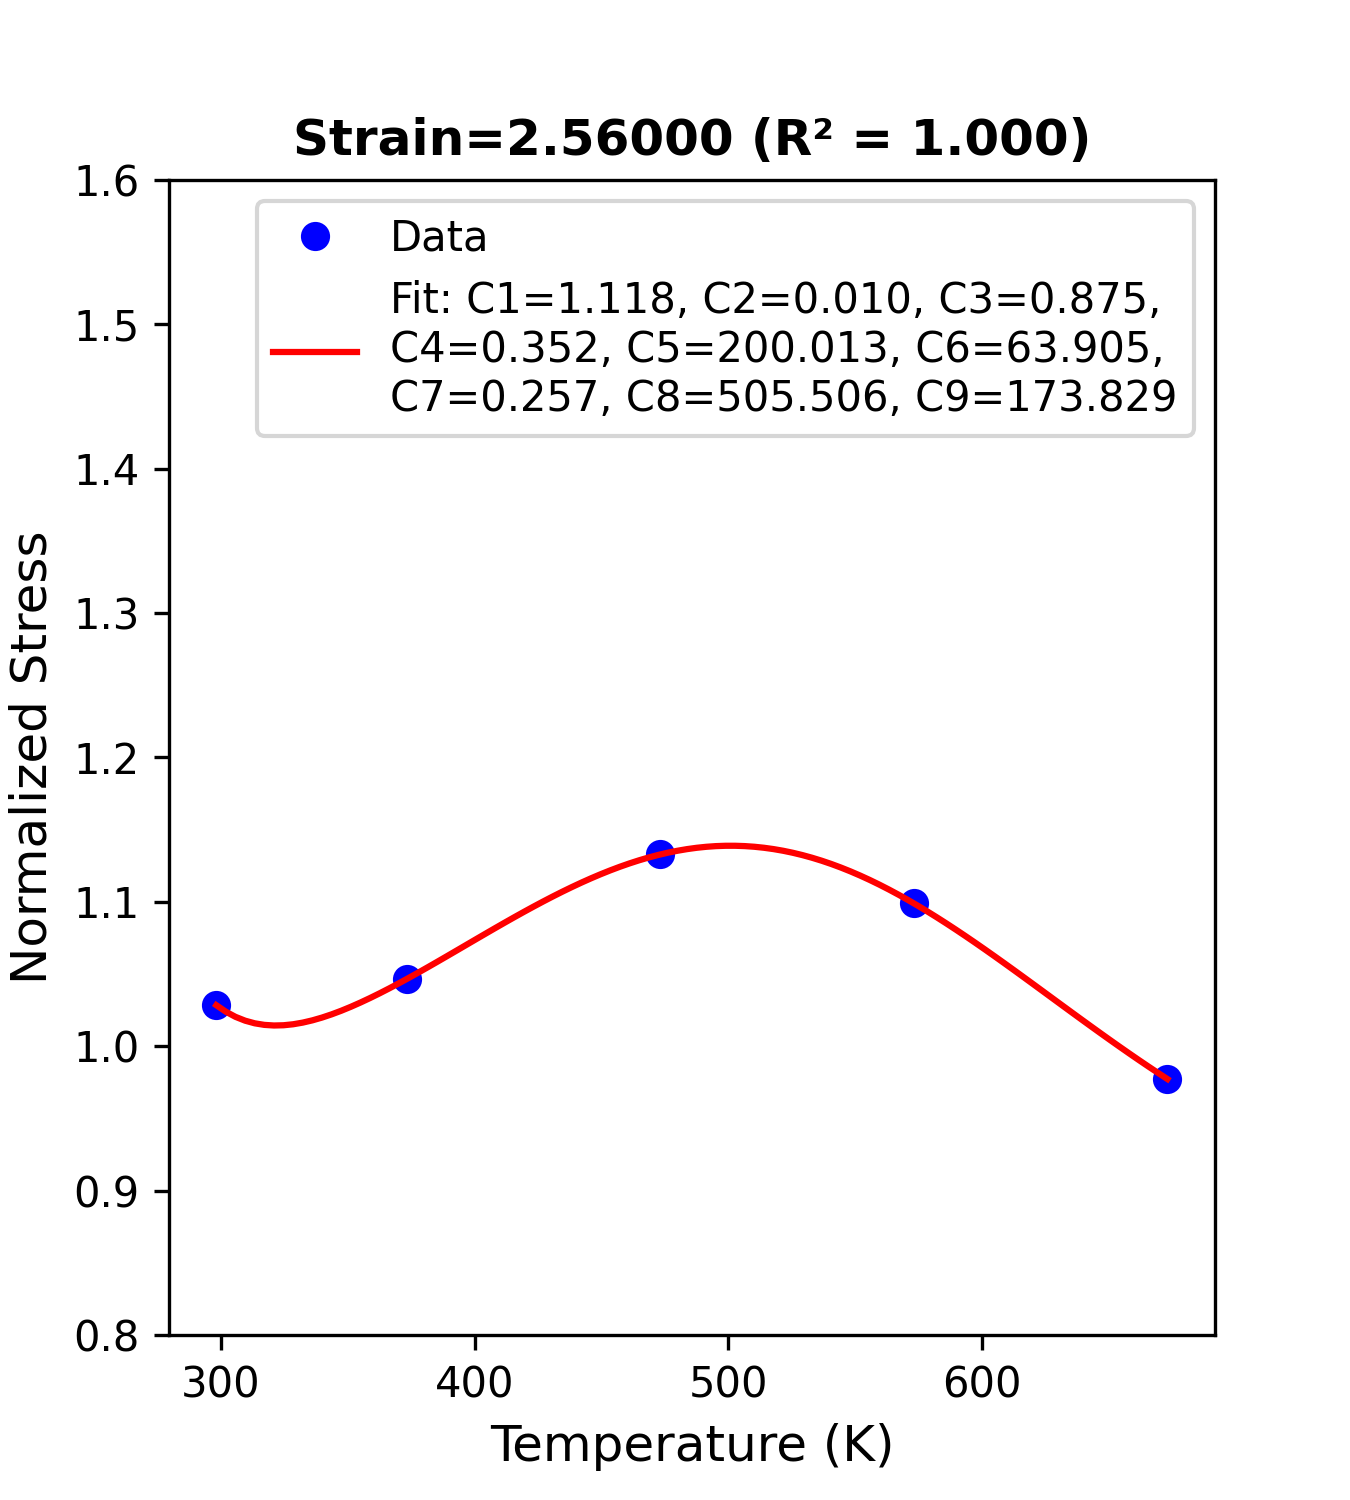 Strain=2.56000 (R² = 1.000)
1.6
1.5
1.4
1.3
1.2
1.1
1.0
0.9
0.8
Normalized Stress
Data
Fit: C1=1.118, C2=0.010, C3=0.875,
C4=0.352, C5=200.013, C6=63.905,
C7=0.257, C8=505.506, C9=173.829
300 400 500 600
Temperature (K)